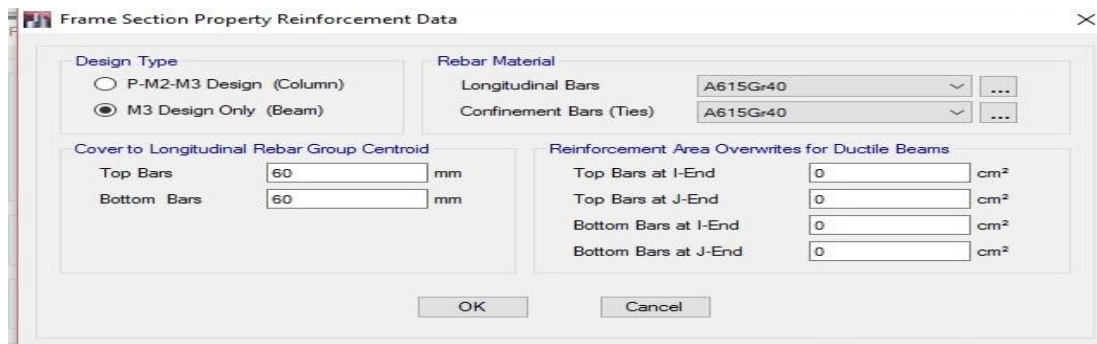 F
Frame Section Property Reinforcement Data
Design Type
P-M2-M3 Design (Column)
M3 Design Only (Beam)
Rebar Material
Longitudinal Bars A615Gr40 ...
Confinement Bars (Ties) A615Gr40 ...
Cover to Longitudinal Rebar Group Centroid
Top Bars 60 mm
Bottom Bars 60 mm
Reinforcement Area Overwrites for Ductile Beams
Top Bars at I-End 0 cm²
Top Bars at J-End 0 cm²
Bottom Bars at I-End 0 cm²
Bottom Bars at J-End 0 cm²
OK Cancel